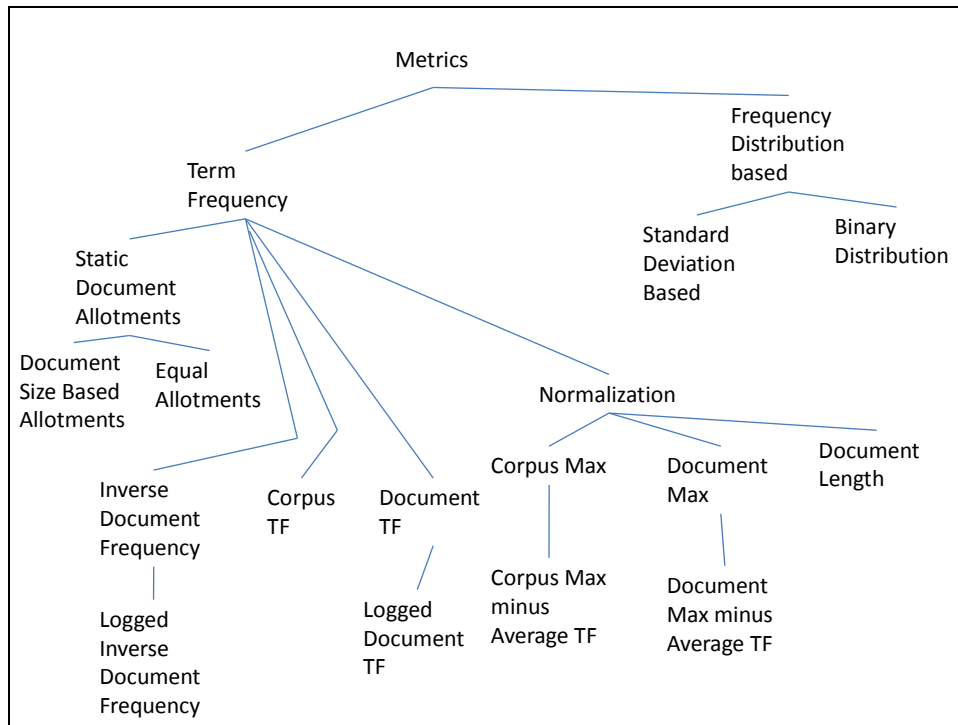 Metrics
Frequency
Distribution
based
Term
Frequency
Standard
Deviation
Based
Binary
Distribution
Static
Document
Allotments
Document
Size Based
Allotments
Equal
Allotments
Normalization
Inverse
Document
Frequency
Corpus
TF
Document
TF
Corpus Max
Document
Max
Document
Length
Logged
Inverse
Document
Frequency
Logged
Document
TF
Corpus Max
minus
Average TF
Document
Max minus
Average TF